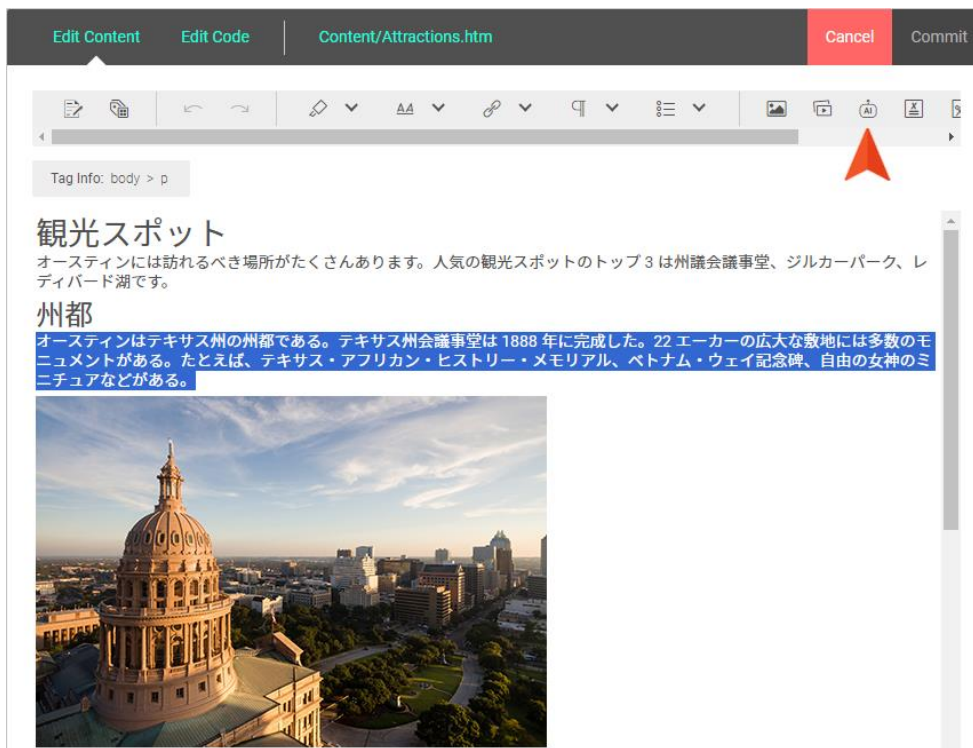 Edit Content Edit Code Content/Attractions.htm Cancel Commit
AI
Tag Info: body > p
観光スポット
オースティンには訪れるべき場所がたくさんあります。人気の観光スポットのトップ 3 は州議会議事堂、ジルカーパーク、レ
ディバード湖です。
州都
オースティンはテキサス州の州都である。テキサス州会議事堂は 1888 年に完成した。22 エーカーの広大な敷地には多数のモ
ニュメントがある。たとえば、テキサス・アフリカン・ヒストリー・メモリアル、ベトナム・ウェイ記念碑、自由の女神のミ
ニチュアなどがある。